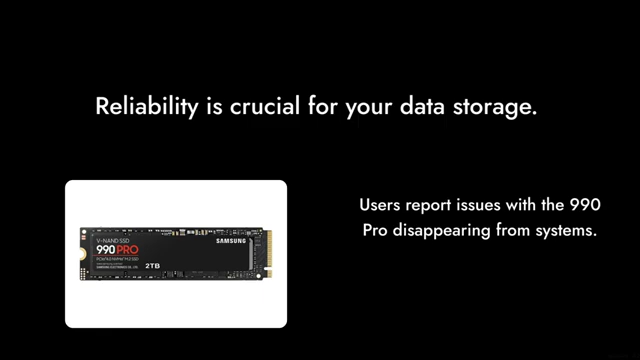 Reliability is crucial for your data storage.
Users report issues with the 990
Pro disappearing from systems.
V-NAND SSD
990 PRO
SAMSUNG
2TB